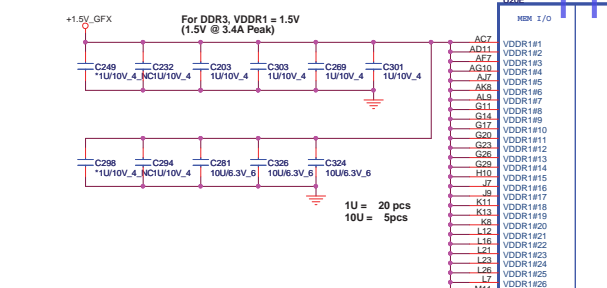 U20E
MEM I/O
+1.5V_GFX
For DDR3, VDDR1 = 1.5V
(1.5V @ 3.4A Peak)
C249
*1U/10V_4_NC
C232
1U/10V_4
C203
1U/10V_4
C303
1U/10V_4
C269
1U/10V_4
C301
1U/10V_4
C298
*1U/10V_4_NC
C294
1U/10V_4
C281
10U/6.3V_6
C326
10U/6.3V_6
C324
10U/6.3V_6
1U = 20 pcs
10U = 5pcs
AC7 VDDR1#1
AD11 VDDR1#2
AF7 VDDR1#3
AG10 VDDR1#4
AJ7 VDDR1#5
AK8 VDDR1#6
AL9 VDDR1#7
G11 VDDR1#8
G14 VDDR1#9
G17 VDDR1#10
G20 VDDR1#11
G23 VDDR1#12
G26 VDDR1#13
G29 VDDR1#14
H10 VDDR1#15
J7 VDDR1#16
J9 VDDR1#17
K11 VDDR1#18
K13 VDDR1#19
K8 VDDR1#20
L12 VDDR1#21
L16 VDDR1#22
L21 VDDR1#23
L23 VDDR1#24
L26 VDDR1#25
L7 VDDR1#26
M11